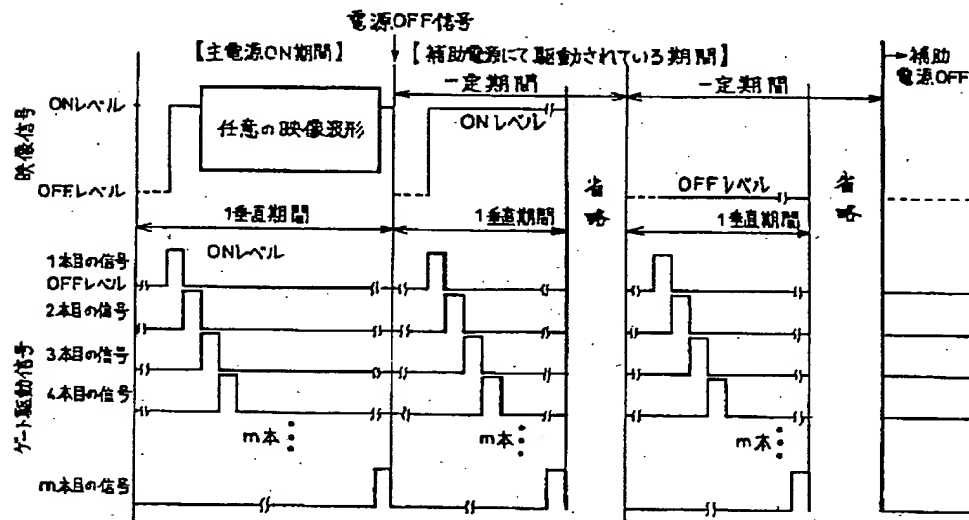 電源OFF信号
【主電源ON期間】
【補助電源にて駆動されている期間】
補助
電源OFF
一定期間
一定期間
映像信号
ONレベル
任意の映像波形
ONレベル
OFFレベル
OFFレベル
省略
省略
1垂直期間
1垂直期間
1垂直期間
ゲート駆動信号
1本目の信号
ONレベル
OFFレベル
2本目の信号
3本目の信号
4本目の信号
m本
m本
m本
m本目の信号